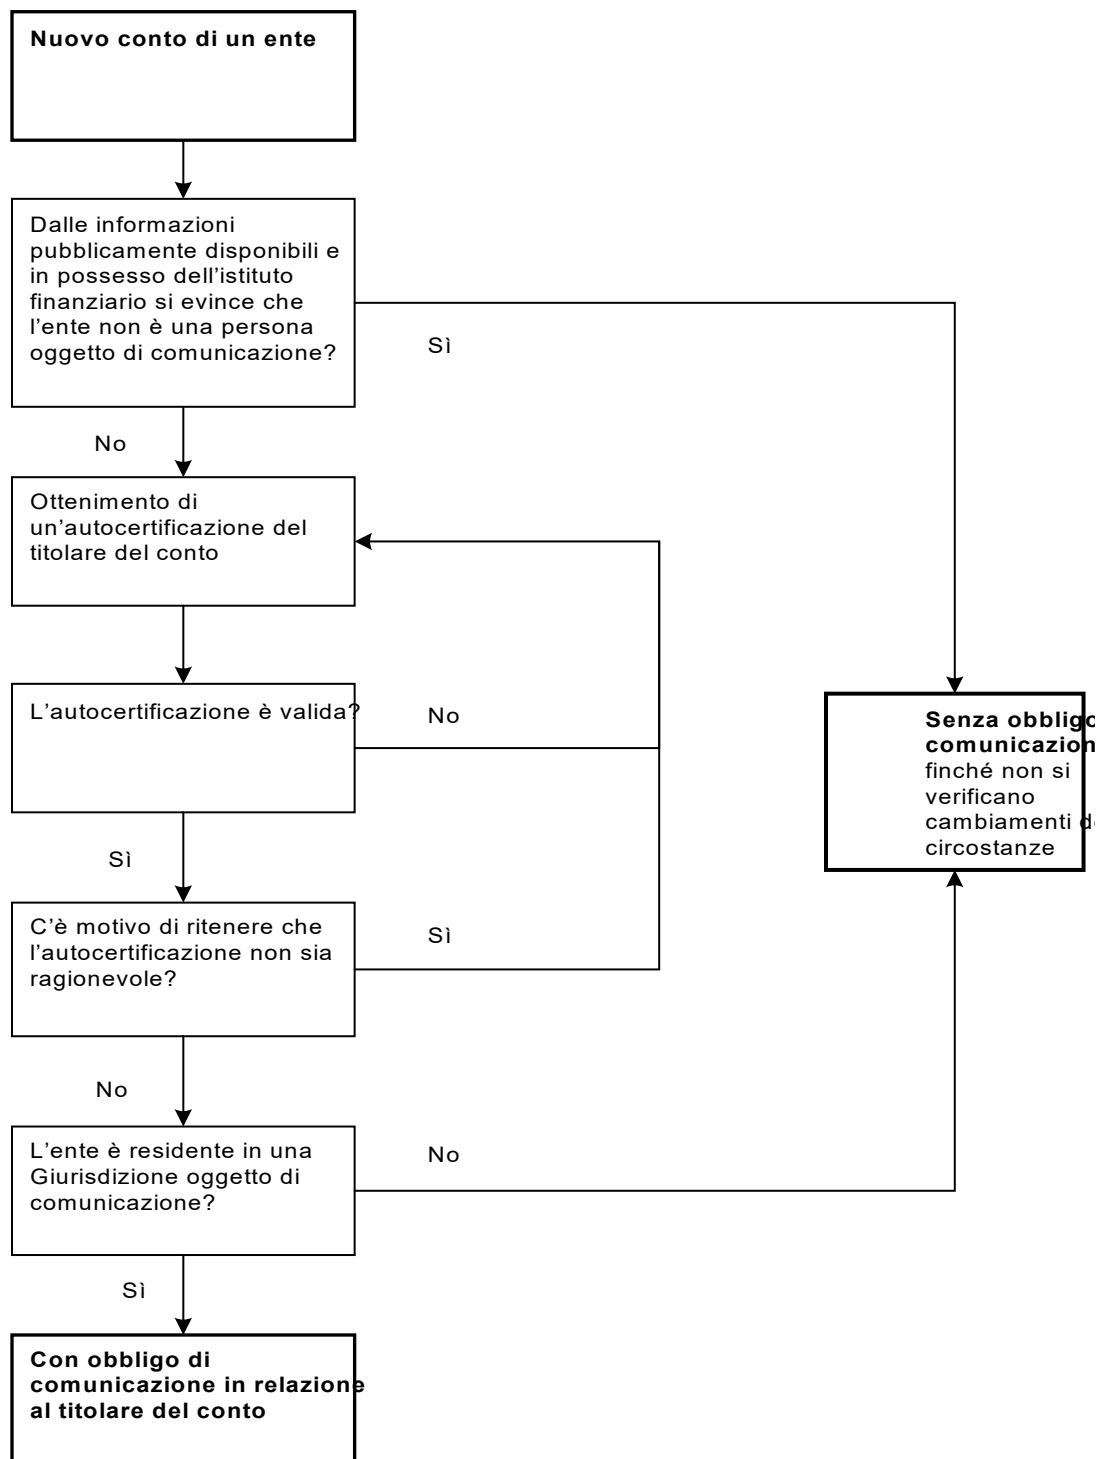 Nuovo conto di un ente
Dalle informazioni
pubblicamente disponibili e
in possesso dell'istituto
finanziario si evince che
l'ente non è una persona
oggetto di comunicazione?
Sì
No
Ottenimento di
un'autocertificazione del
titolare del conto
L'autocertificazione è valida?
No
Senza obbligo
comunicazion
finché non si
verificano
cambiamenti d
circostanze
Sì
C'è motivo di ritenere che
l'autocertificazione non sia
ragionevole?
Sì
No
L'ente è residente in una
Giurisdizione oggetto di
comunicazione?
No
Sì
Con obbligo di
comunicazione in relazione
al titolare del conto